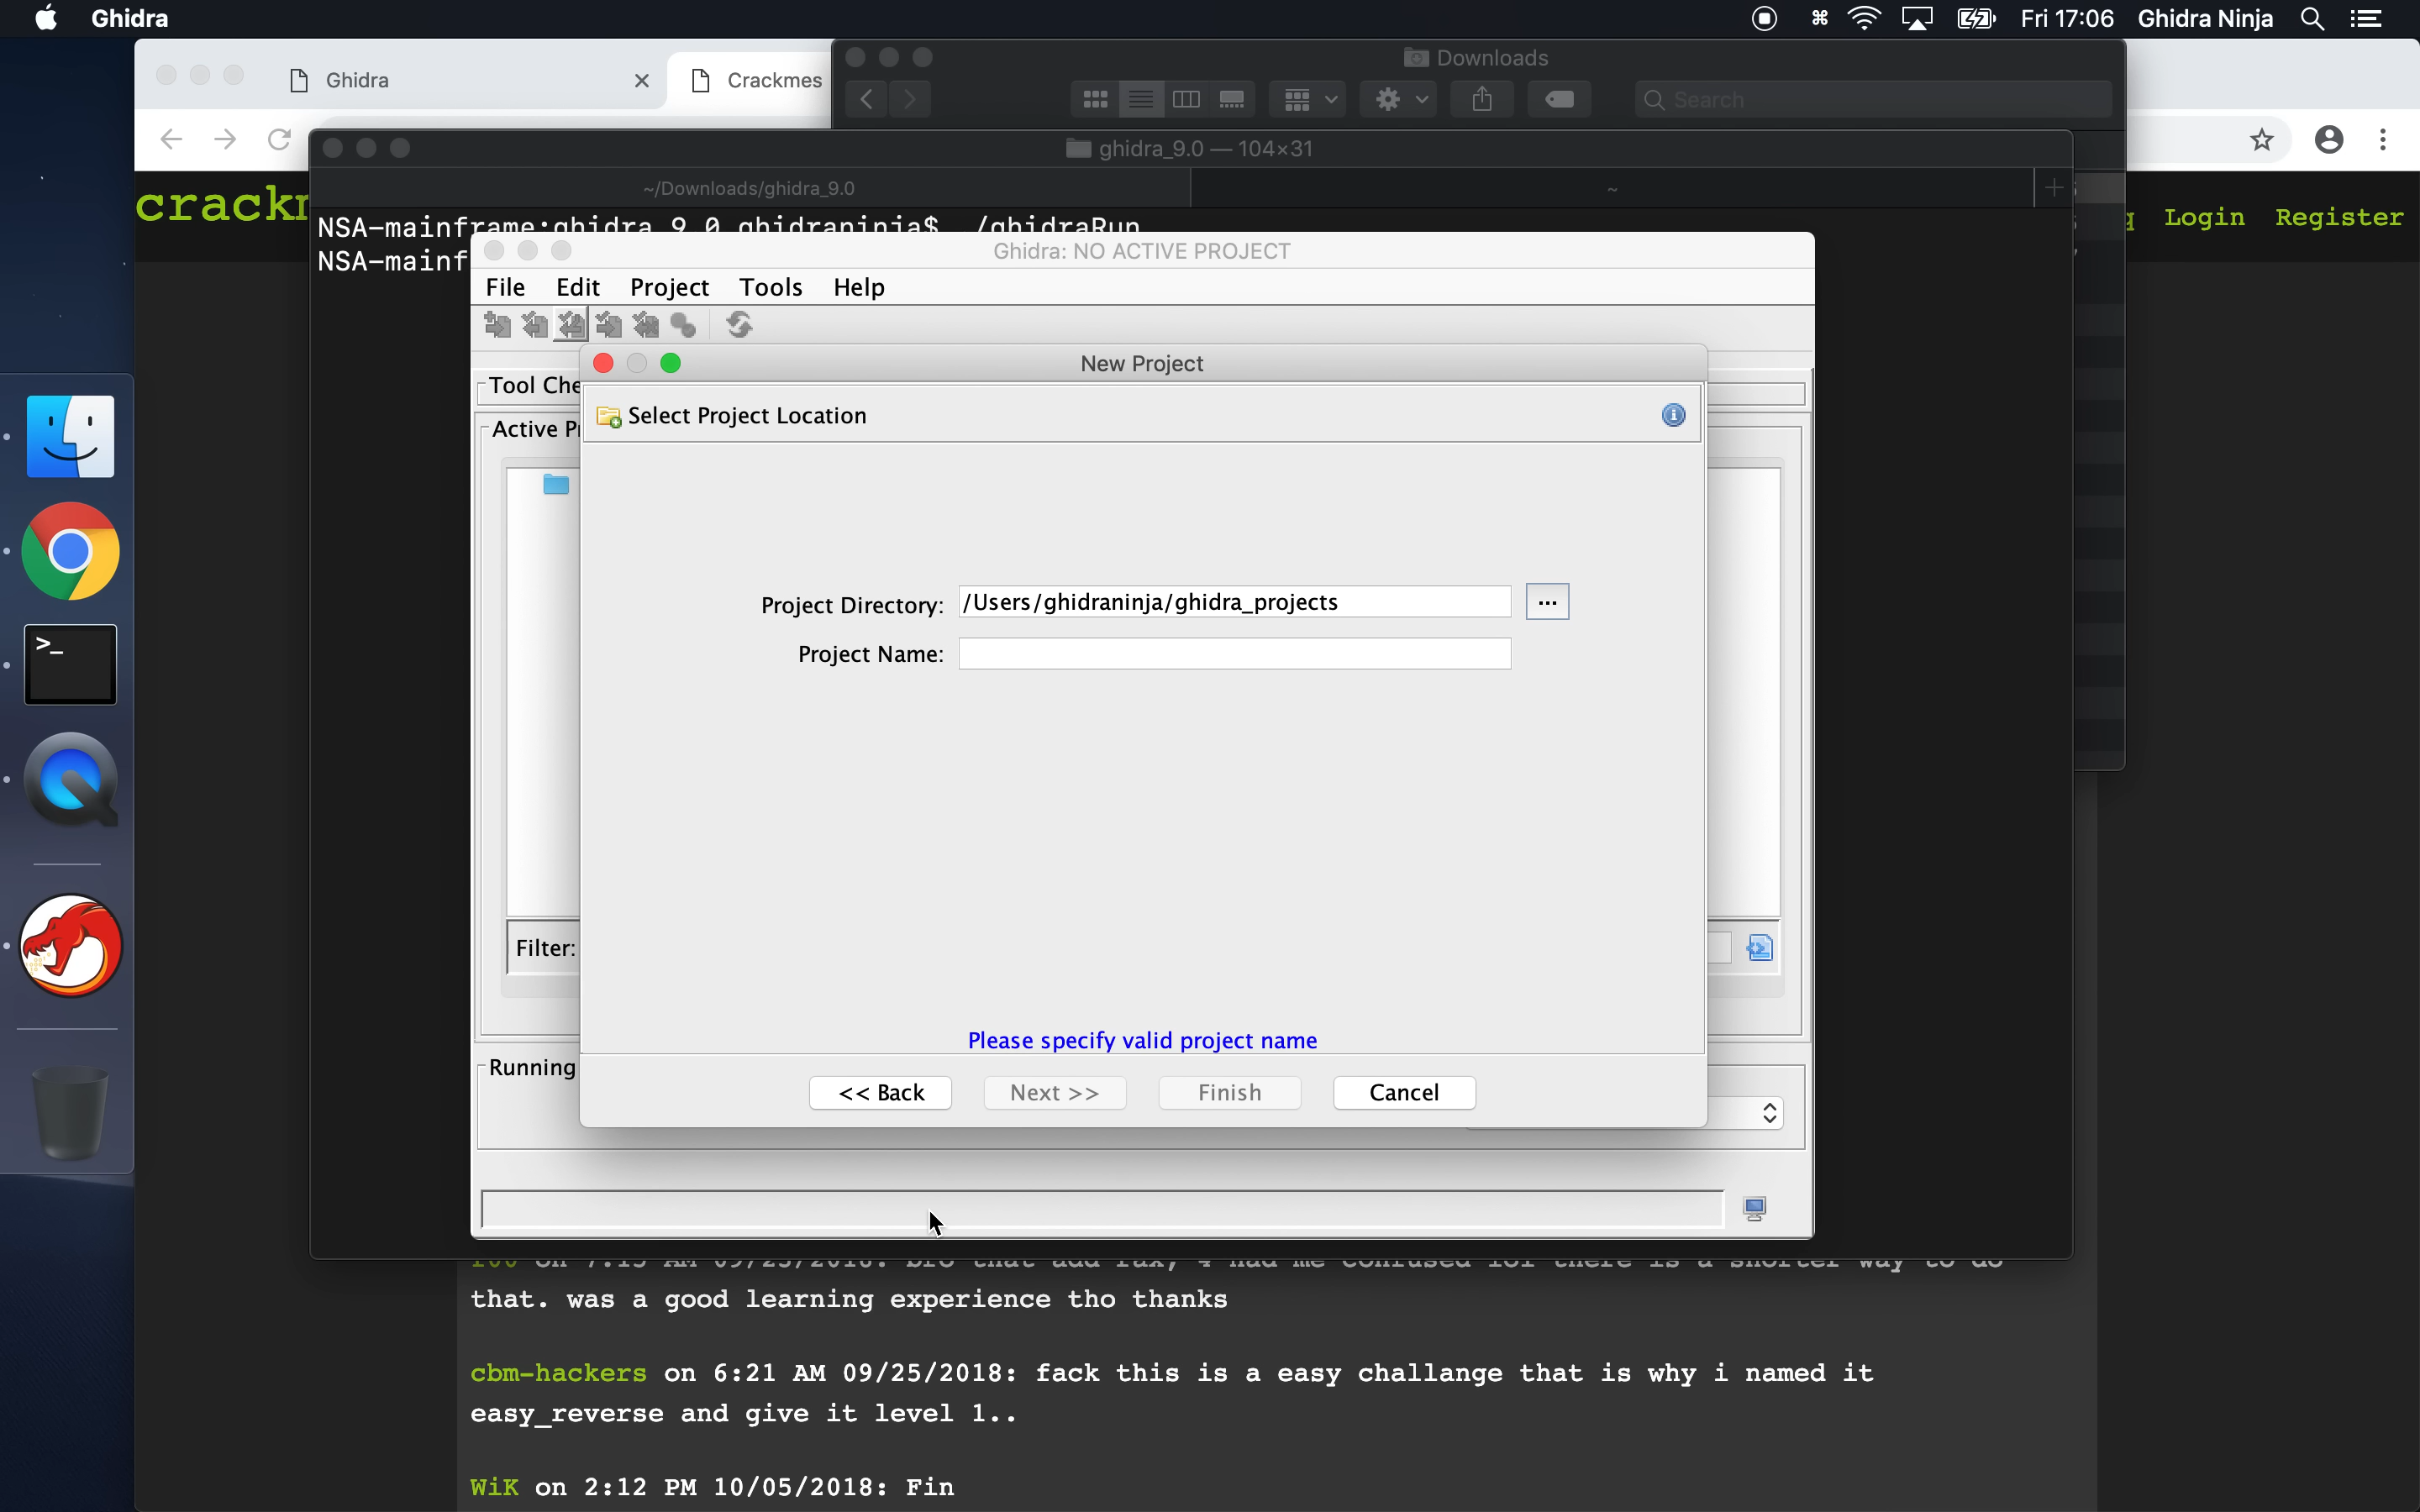 Ghidra
Fri 17:06
Ghidra Ninja
Ghidra
Crackmes
Downloads
Search
ghidra_9.0 — 104×31
~/Downloads/ghidra_9.0
~
Login
Register
NSA-mainframe:ghidra_9.0 ghidraninja$ ./ghidraRun
NSA-mainf
Ghidra: NO ACTIVE PROJECT
File Edit Project Tools Help
New Project
Tool Che
Select Project Location
Active P
Project Directory: /Users/ghidraninja/ghidra_projects
...
Project Name:
Filter:
Please specify valid project name
Running
<< Back
Next >>
Finish
Cancel
that. was a good learning experience tho thanks
cbm-hackers on 6:21 AM 09/25/2018: fack this is a easy challange that is why i named it
easy_reverse and give it level 1..
WiK on 2:12 PM 10/05/2018: Fin